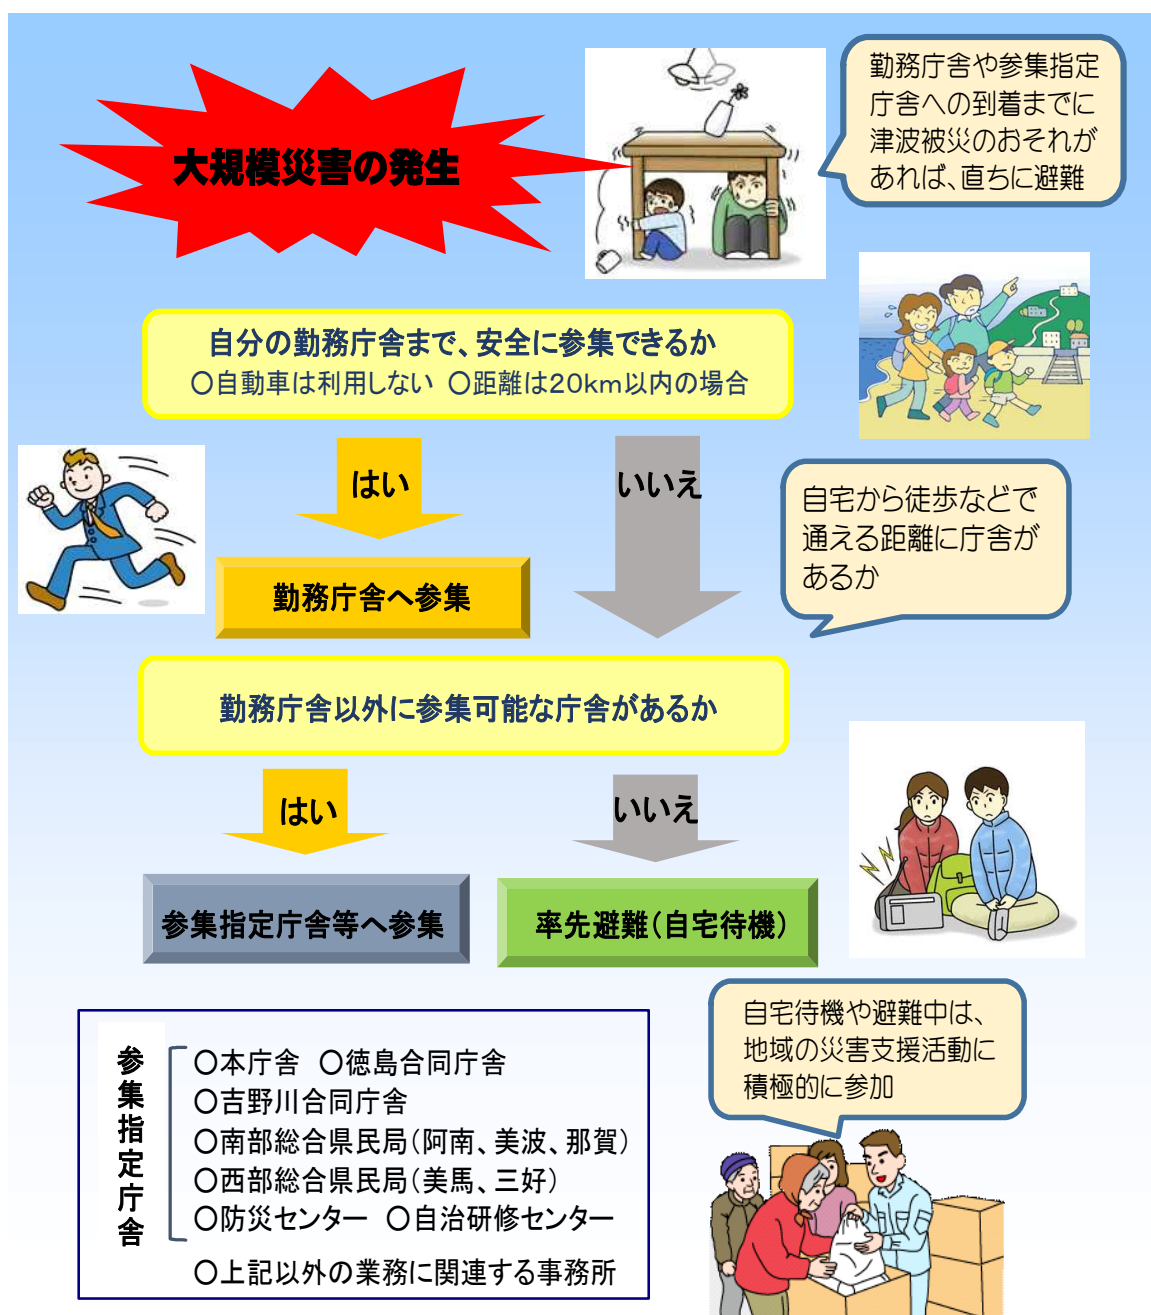 大規模災害の発生
勤務庁舎や参集指定
庁舎への到着までに
津波被災のおそれが
あれば、直ちに避難
自分の勤務庁舎まで、安全に参集できるか
○自動車は利用しない ○距離は20km以内の場合
はい
いいえ
自宅から徒歩などで
通える距離に庁舎が
あるか
勤務庁舎へ参集
勤務庁舎以外に参集可能な庁舎があるか
はい
いいえ
参集指定庁舎等へ参集
率先避難(自宅待機)
自宅待機や避難中は、
地域の災害支援活動に
積極的に参加
参集指定庁舎
○本庁舎 ○徳島合同庁舎
○吉野川合同庁舎
○南部総合県民局(阿南、美波、那賀)
○西部総合県民局(美馬、三好)
○防災センター ○自治研修センター
○上記以外の業務に関連する事務所